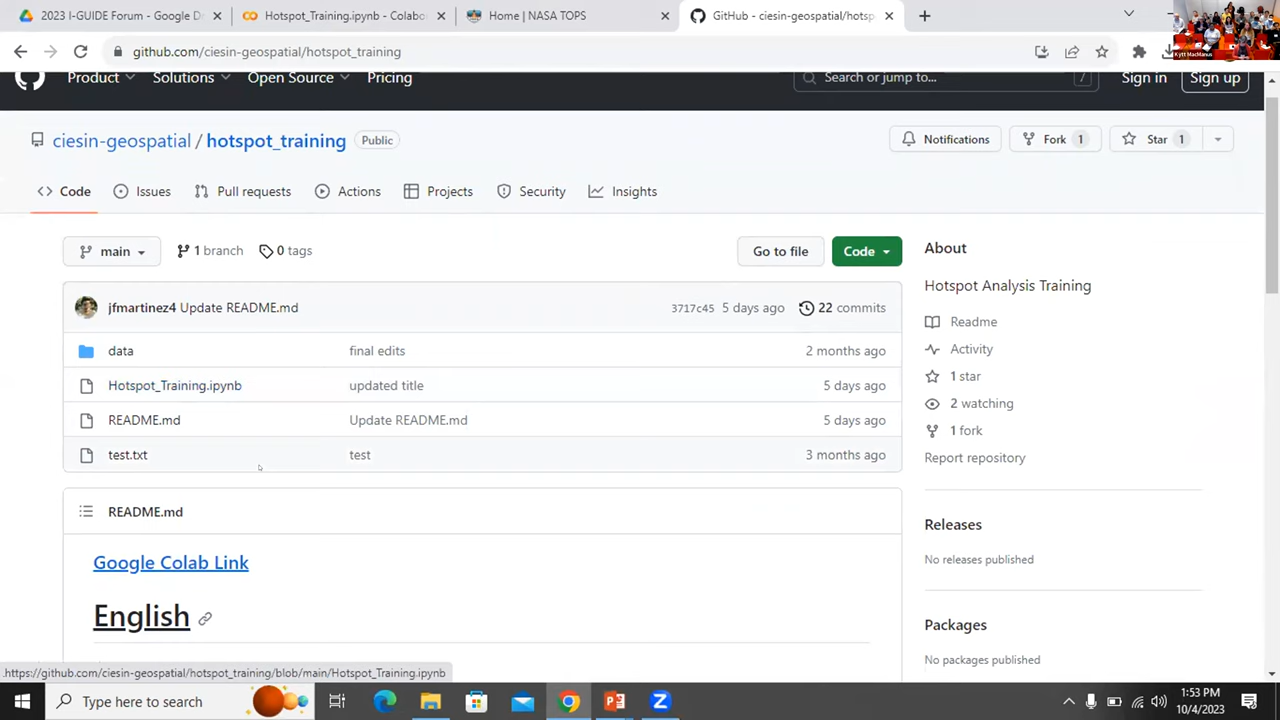 2023 I-GUIDE Forum - Google D
Hotspot_Training.ipynb - Colabo
Home | NASA TOPS
GitHub - ciesin-geospatial/hotsp
github.com/ciesin-geospatial/hotspot_training
Kytt MacManus
Product
Solutions
Open Source
Pricing
Search or jump to...
/
Sign in
Sign up
ciesin-geospatial / hotspot_training
Public
Notifications
Fork 1
Star 1
Code
Issues
Pull requests
Actions
Projects
Security
Insights
main
1 branch
0 tags
Go to file
Code
About
Hotspot Analysis Training
jfmartinez4 Update README.md
3717c45 5 days ago
22 commits
Readme
data
final edits
2 months ago
Activity
Hotspot_Training.ipynb
updated title
5 days ago
1 star
README.md
Update README.md
5 days ago
2 watching
1 fork
test.txt
test
3 months ago
Report repository
README.md
Releases
No releases published
Google Colab Link
English
Packages
No packages published
https://github.com/ciesin-geospatial/hotspot_training/blob/main/Hotspot_Training.ipynb
Type here to search
1:53 PM
10/4/2023